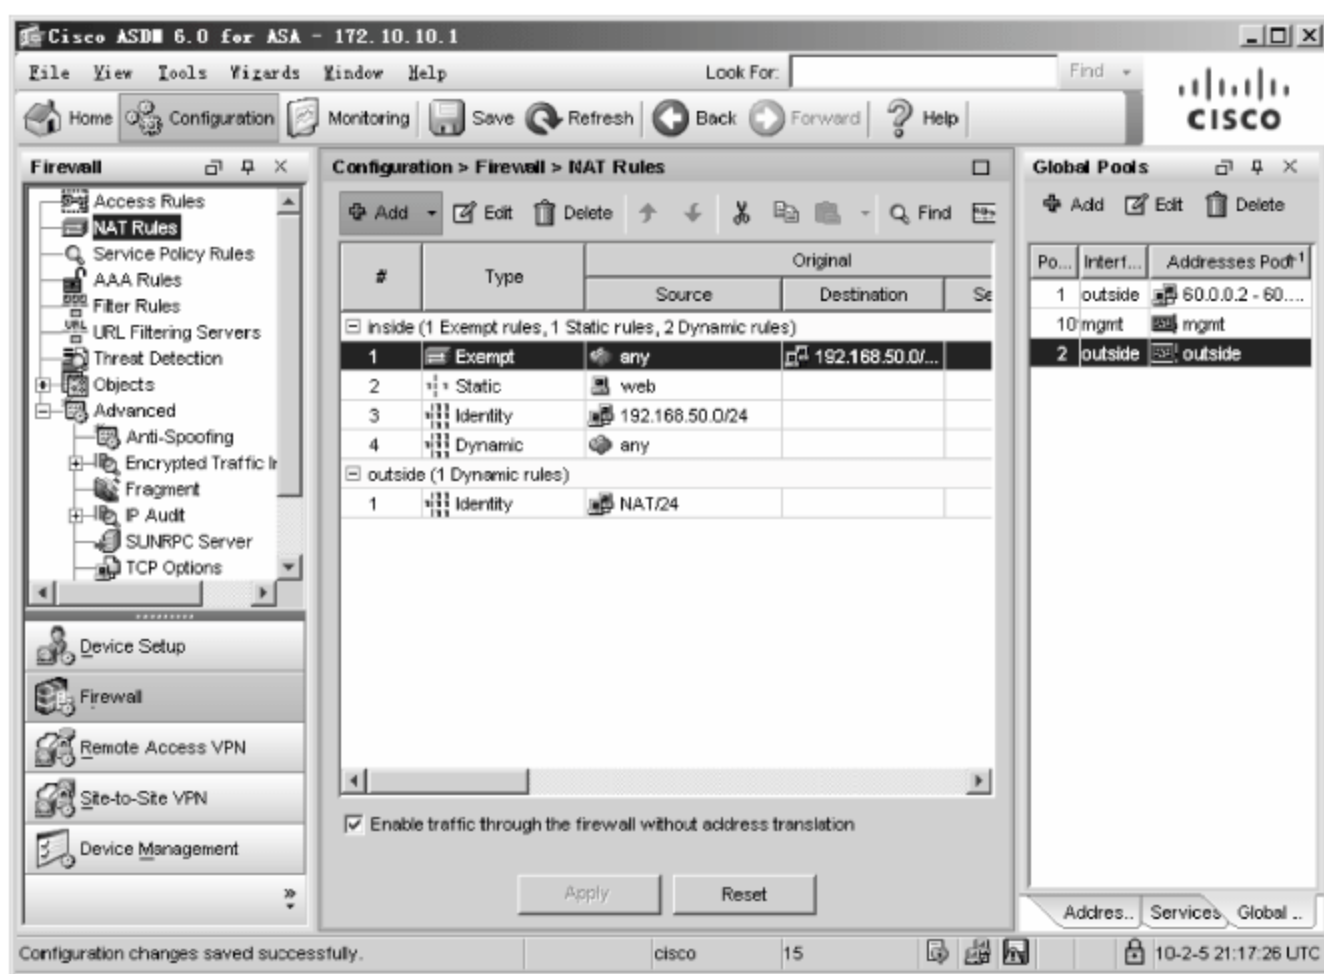 Cisco ASDM 6.0 for ASA - 172.10.10.1
File View Tools Wizards Window Help
Look For:
Find
CISCO
Home Configuration Monitoring Save Refresh Back Forward Help
Firewall
Access Rules
NAT Rules
Service Policy Rules
AAA Rules
Filter Rules
URL Filtering Servers
Threat Detection
Objects
Advanced
Anti-Spoofing
Encrypted Traffic Ir
Fragment
IP Audit
SUNRPC Server
TCP Options
Device Setup
Firewall
Remote Access VPN
Site-to-Site VPN
Device Management
Configuration > Firewall > NAT Rules
Add Edit Delete Find
# Type Original
Source Destination Se
inside (1 Exempt rules, 1 Static rules, 2 Dynamic rules)
1 Exempt any 192.168.50.0/...
2 Static web
3 Identity 192.168.50.0/24
4 Dynamic any
outside (1 Dynamic rules)
1 Identity NAT/24
Enable traffic through the firewall without address translation
Apply Reset
Global Pools
Add Edit Delete
Po... Interf... Addresses Pool
1 outside 60.0.0.2 - 60....
10 mgmt mgmt
2 outside outside
Addres.. Services Global ..
Configuration changes saved successfully.
cisco
15
10-2-5 21:17:26 UTC